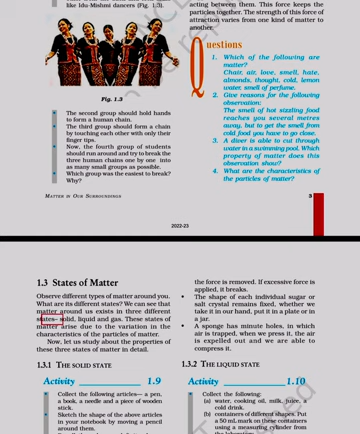 like Idu-Mishmi dancers (Fig. 1.3).
Fig. 1.3
The second group should hold hands
to form a human chain.
The third group should form a chain
by touching each other with only their
finger tips.
Now, the fourth group of students
should run around and try to break the
three human chains one by one into
as many small groups as possible.
Which group was the easiest to break?
Why?
acting between them. This force keeps the
particles together. The strength of this force of
attraction varies from one kind of matter to
another.
Questions
1. Which of the following are
matter?
Chair, air, love, smell, hate,
almonds, thought, cold, lemon
water, smell of perfume.
2. Give reasons for the following
observation:
The smell of hot sizzling food
reaches you several metres
away, but to get the smell from
cold food you have to go close.
3. A diver is able to cut through
water in a swimming pool. Which
property of matter does this
observation show?
4. What are the characteristics of
the particles of matter?
Matter in Our Surroundings
3
2022-23
1.3 States of Matter
Observe different types of matter around you.
What are its different states? We can see that
matter around us exists in three different
states– solid, liquid and gas. These states of
matter arise due to the variation in the
characteristics of the particles of matter.
Now, let us study about the properties of
these three states of matter in detail.
1.3.1 The solid state
Activity 1.9
Collect the following articles— a pen,
a book, a needle and a piece of wooden
stick.
Sketch the shape of the above articles
in your notebook by moving a pencil
around them.
the force is removed. If excessive force is
applied, it breaks.
The shape of each individual sugar or
salt crystal remains fixed, whether we
take it in our hand, put it in a plate or in
a jar.
A sponge has minute holes, in which
air is trapped, when we press it, the air
is expelled out and we are able to
compress it.
1.3.2 The liquid state
Activity 1.10
Collect the following:
(a) water, cooking oil, milk, juice, a
cold drink.
(b) containers of different shapes. Put
a 50 mL mark on these containers
using a measuring cylinder from
the laboratory.